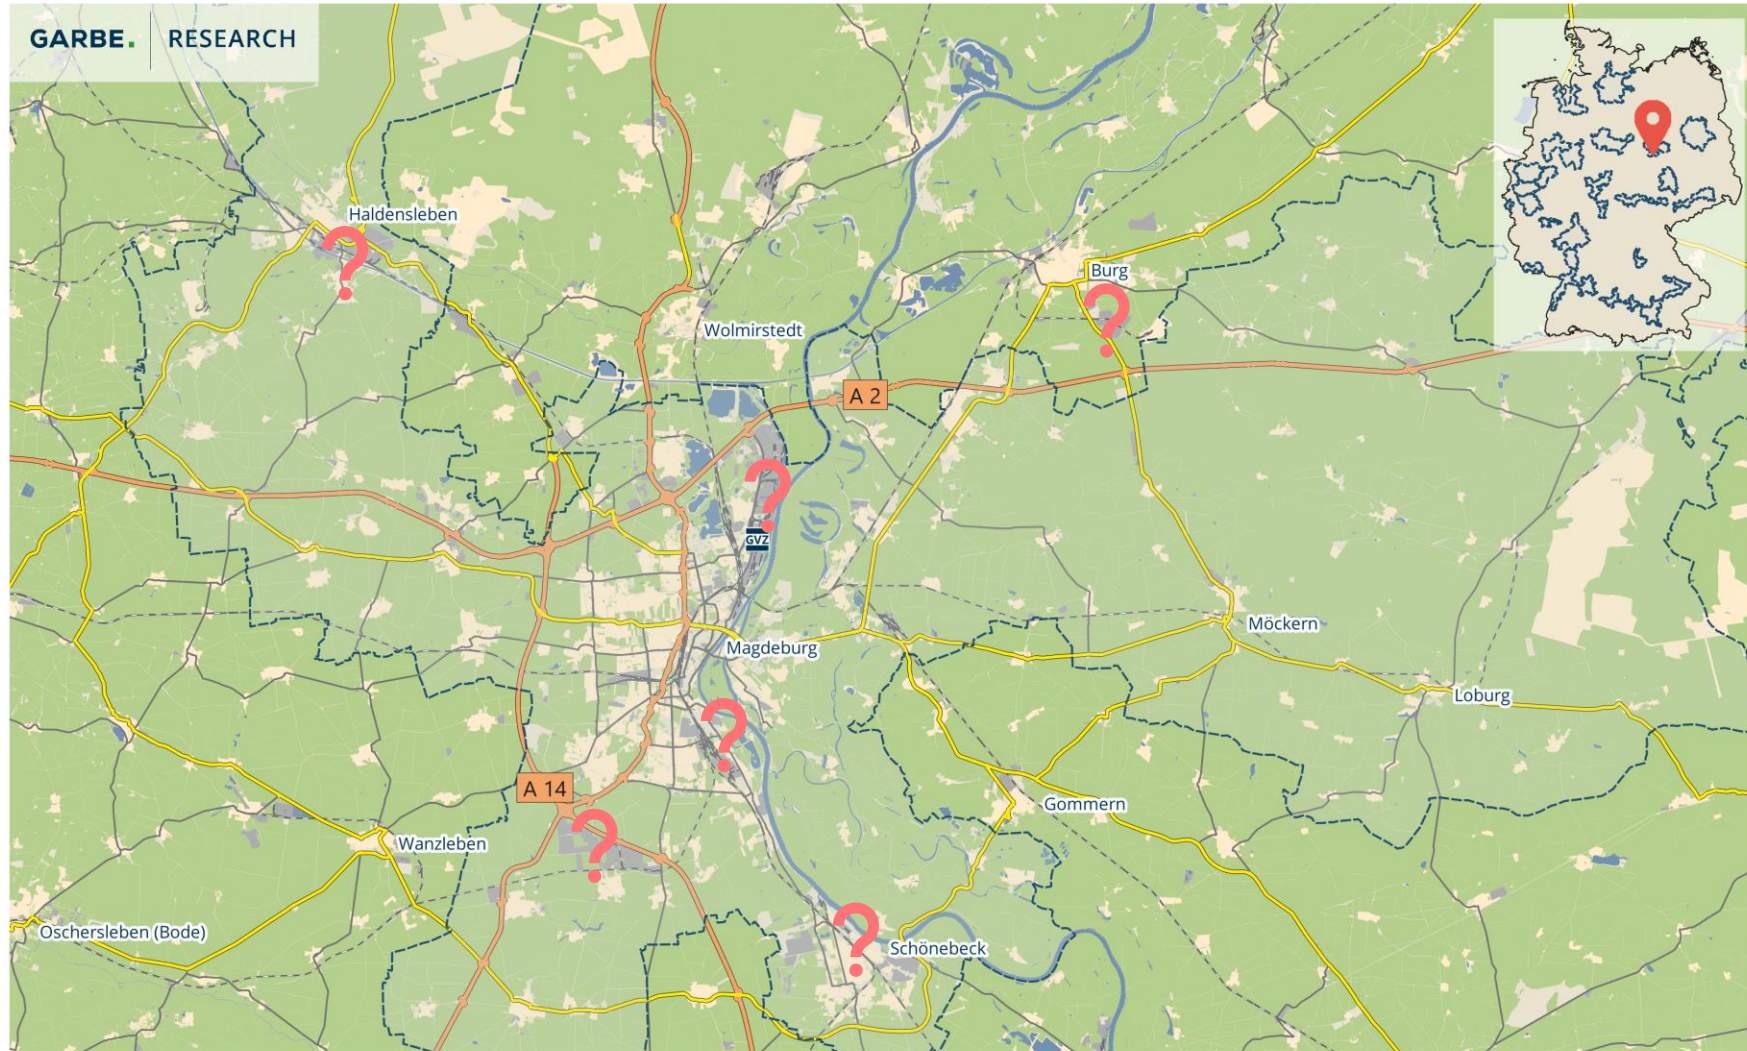 GARBE. RESEARCH
Haldensleben
?
Burg
?
Wolmirstedt
A 2
?
GVZ
Möckern
Magdeburg
Loburg
?
A 14
Gommern
?
Wanzleben
?
Oschersleben (Bode)
Schönebeck